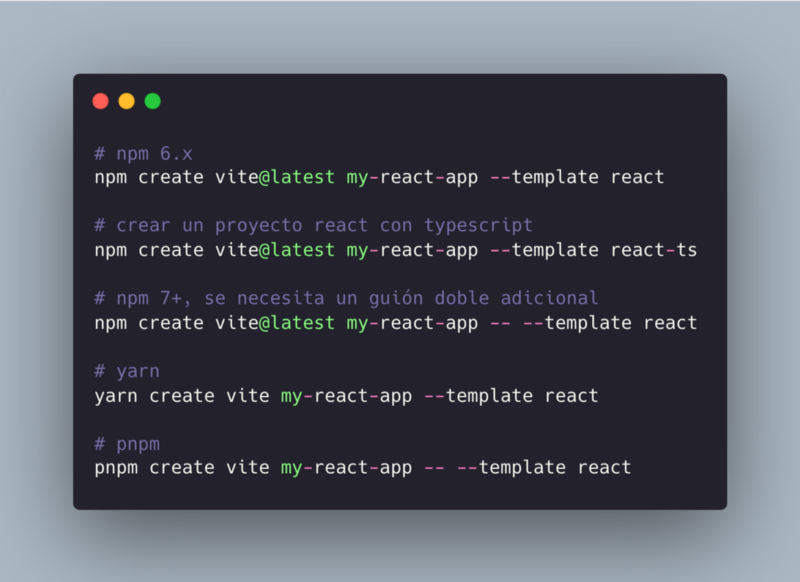 # npm 6.x
npm create vite@latest my-react-app --template react
# crear un proyecto react con typescript
npm create vite@latest my-react-app --template react-ts
# npm 7+, se necesita un guión doble adicional
npm create vite@latest my-react-app -- --template react
# yarn
yarn create vite my-react-app --template react
# pnpm
pnpm create vite my-react-app -- --template react